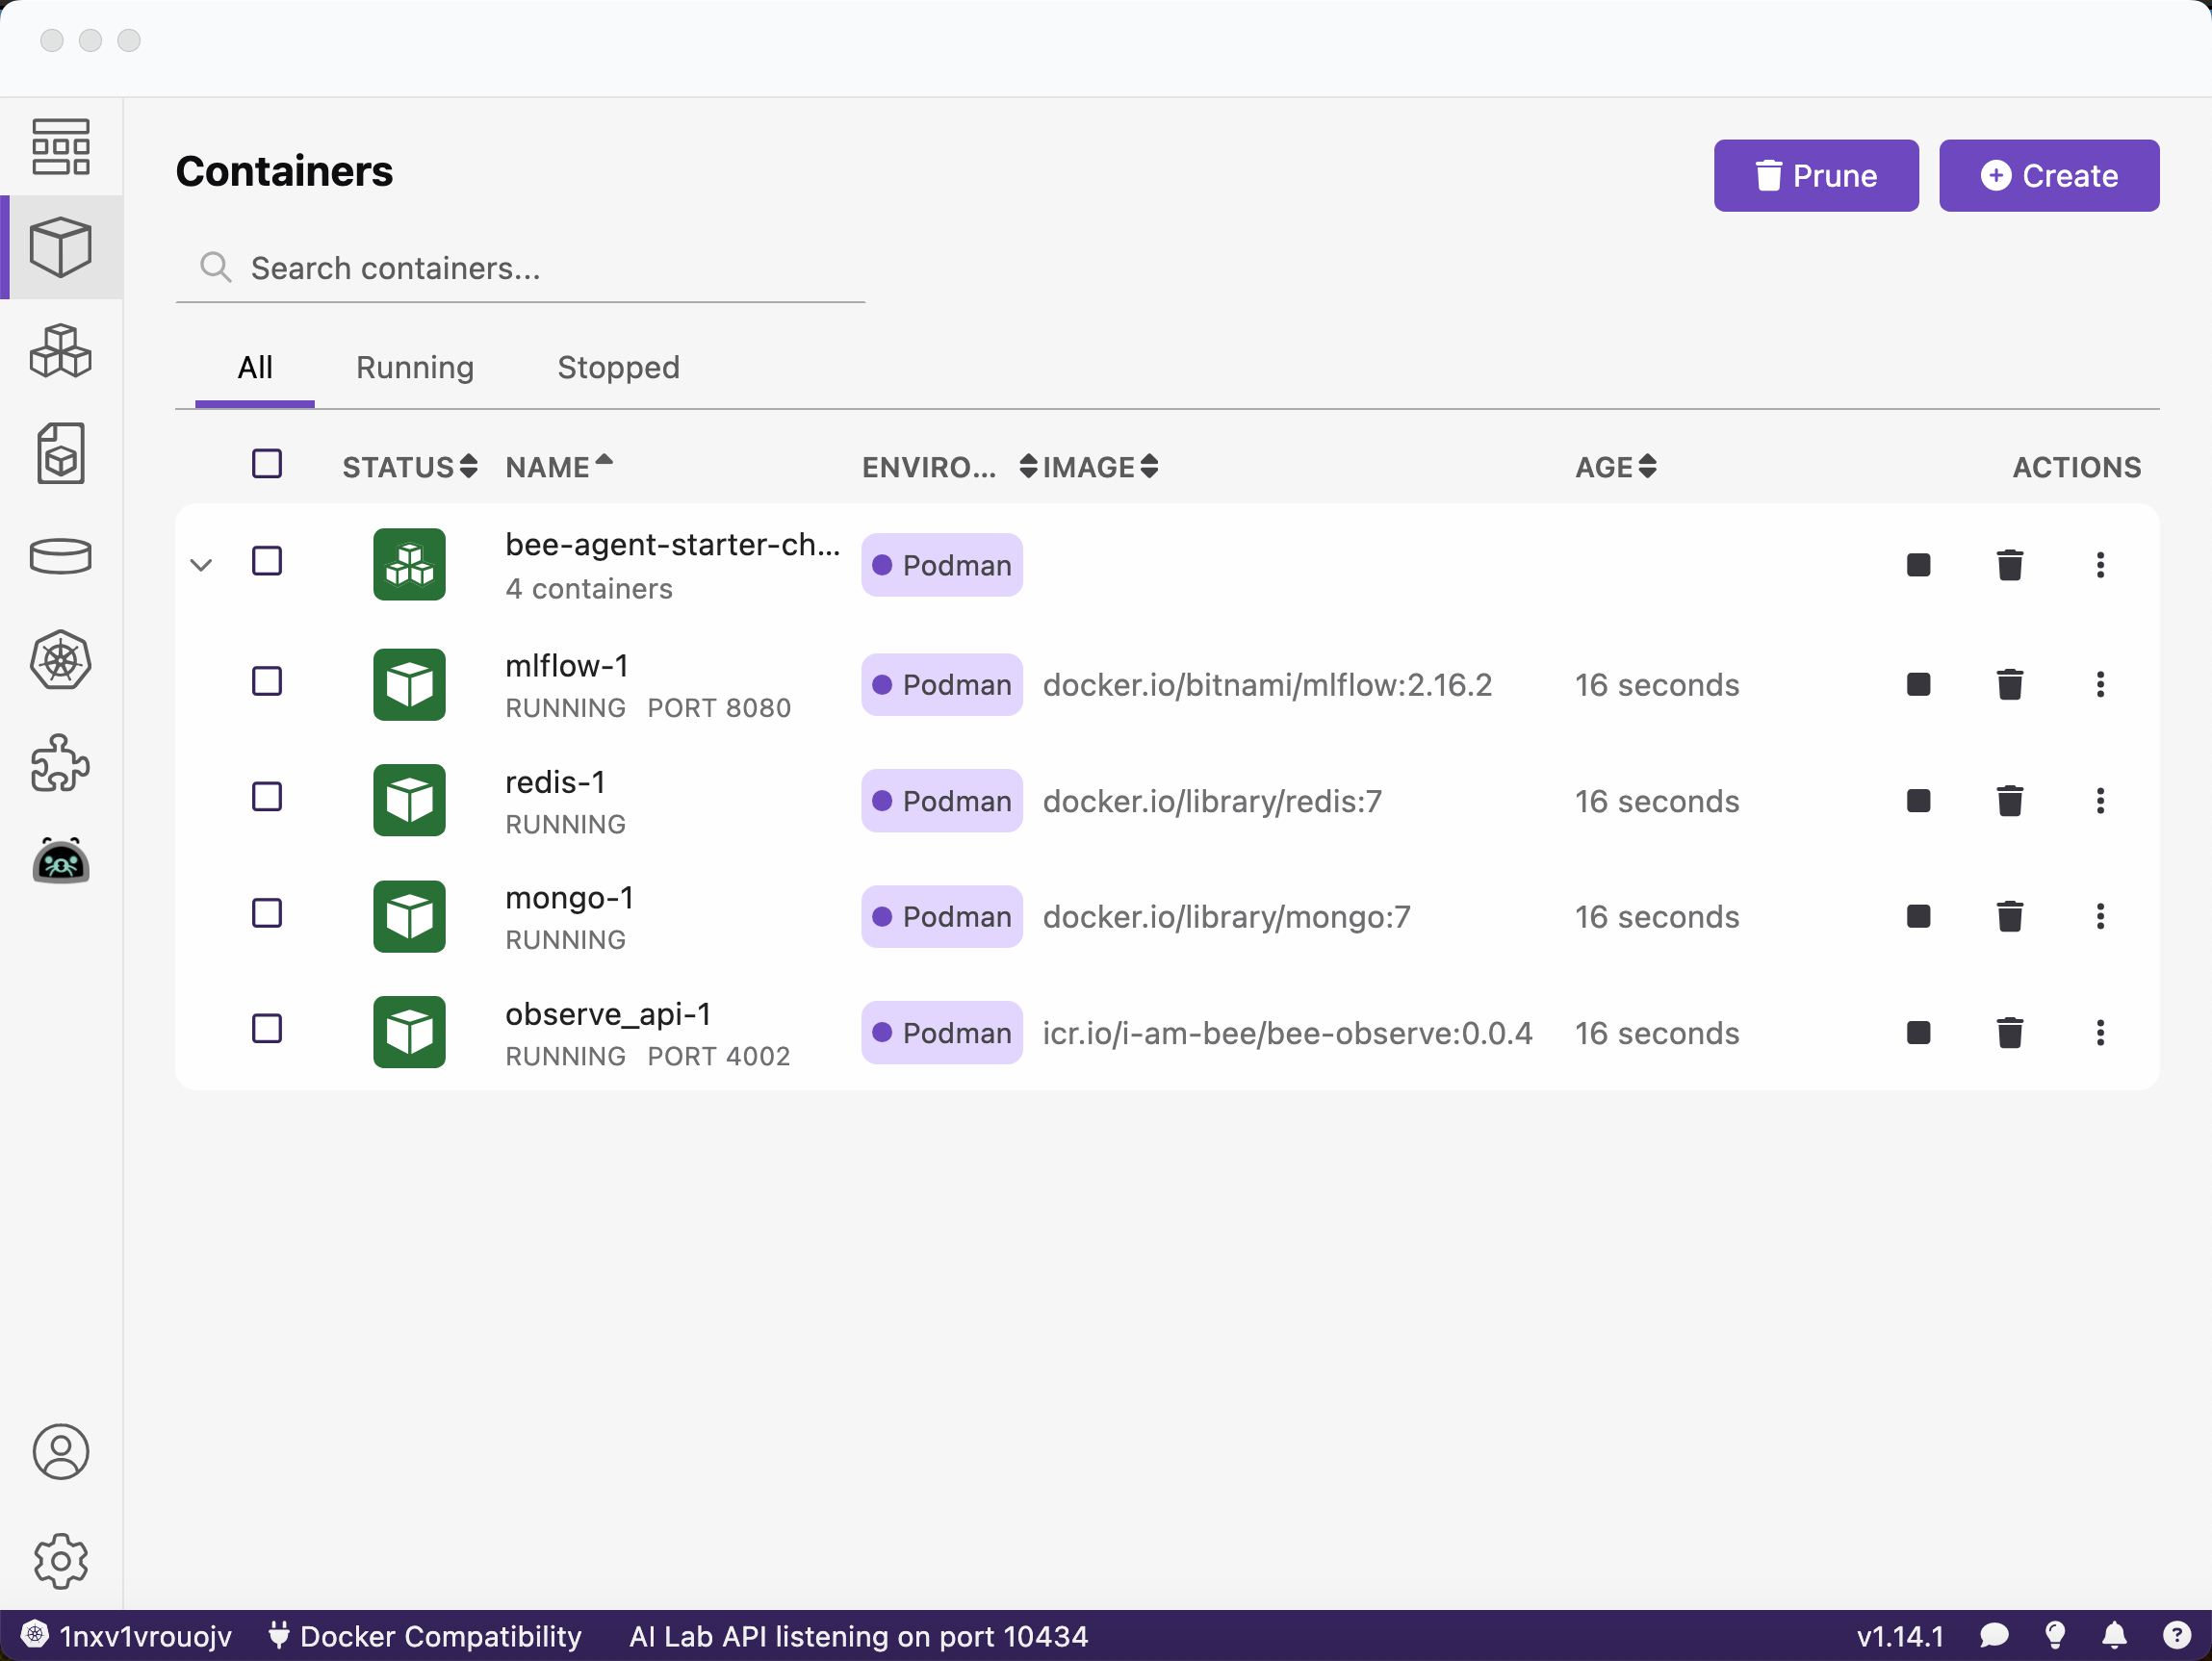 Containers
Prune
Create
Search containers...
All Running Stopped
STATUS NAME ENVIRO... IMAGE AGE ACTIONS
bee-agent-starter-ch...
4 containers
Podman
mlflow-1
RUNNING PORT 8080
Podman
docker.io/bitnami/mlflow:2.16.2
16 seconds
redis-1
RUNNING
Podman
docker.io/library/redis:7
16 seconds
mongo-1
RUNNING
Podman
docker.io/library/mongo:7
16 seconds
observe_api-1
RUNNING PORT 4002
Podman
icr.io/i-am-bee/bee-observe:0.0.4
16 seconds
1nxv1vrouojv Docker Compatibility AI Lab API listening on port 10434 v1.14.1